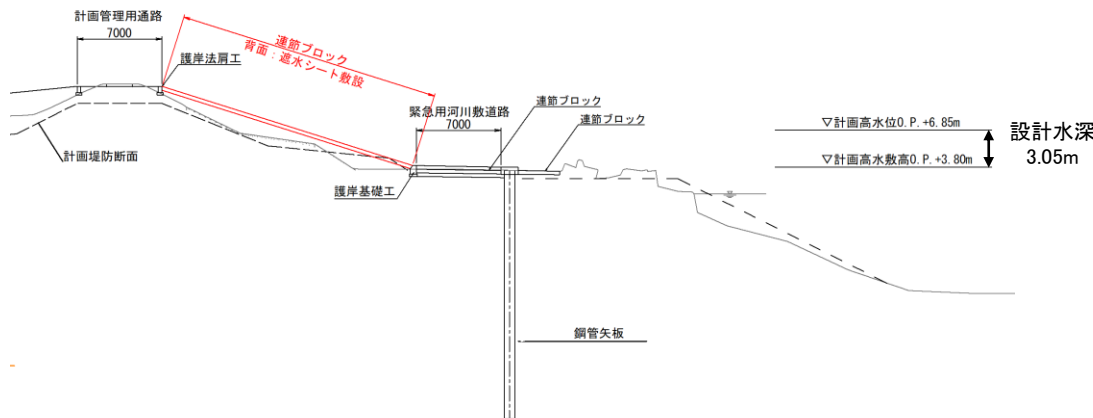 計画管理用通路
7000
連節ブロック
背面：遮水シート敷設
護岸法肩工
緊急用河川敷道路
7000
連節ブロック
連節ブロック
▽計画高水位O.P.+6.85m
設計水深
3.05m
▽計画高水敷高O.P.+3.80m
計画堤防断面
護岸基礎工
鋼管矢板